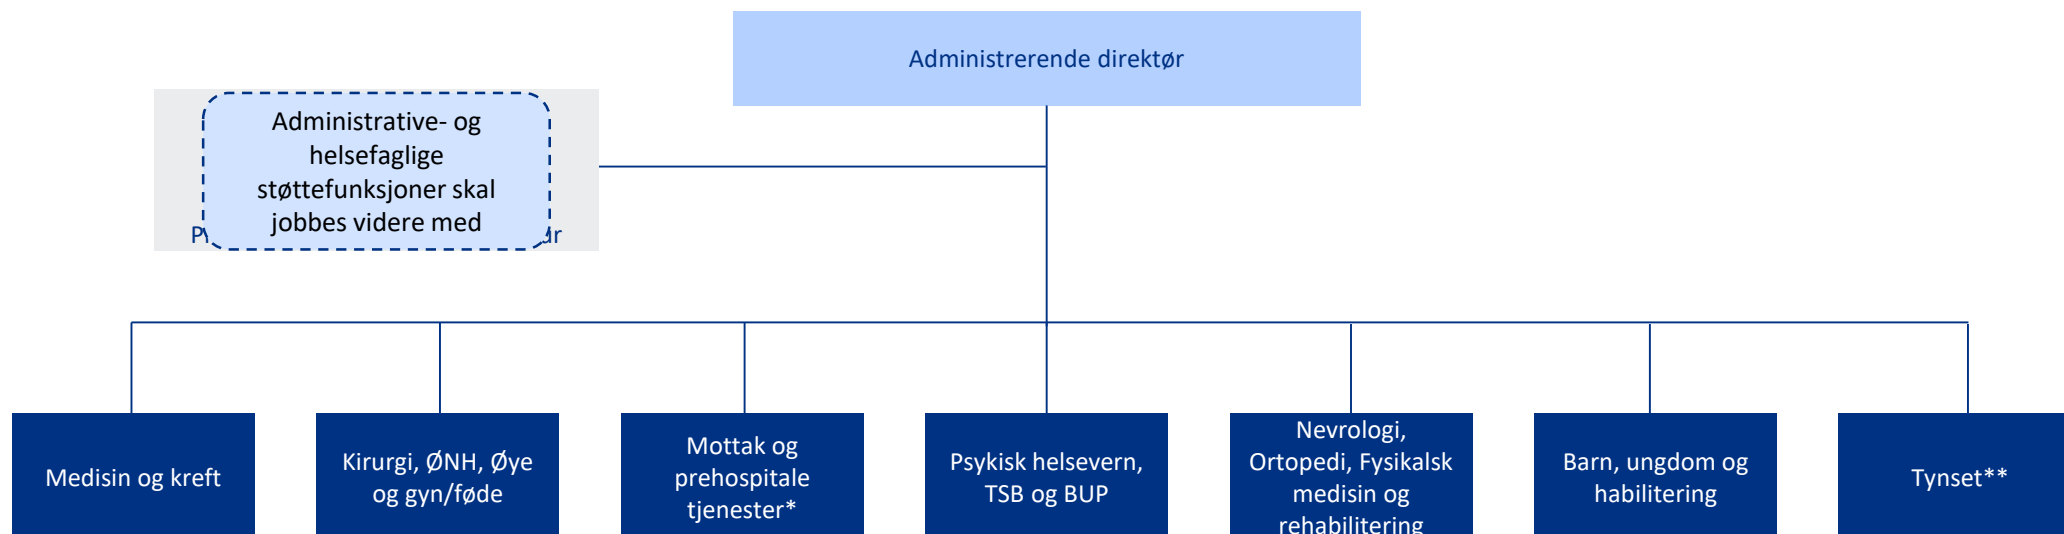 Administrerende direktør
Administrative- og
helsefaglige
støttefunksjoner skal
jobbes videre med
Medisin og kreft
Kirurgi, ØNH, Øye
og gyn/føde
Mottak og
prehospitale
tjenester*
Psykisk helsevern,
TSB og BUP
Nevrologi,
Ortopedi, Fysikalsk
medisin og
rehabilitering
Barn, ungdom og
habilitering
Tynset**